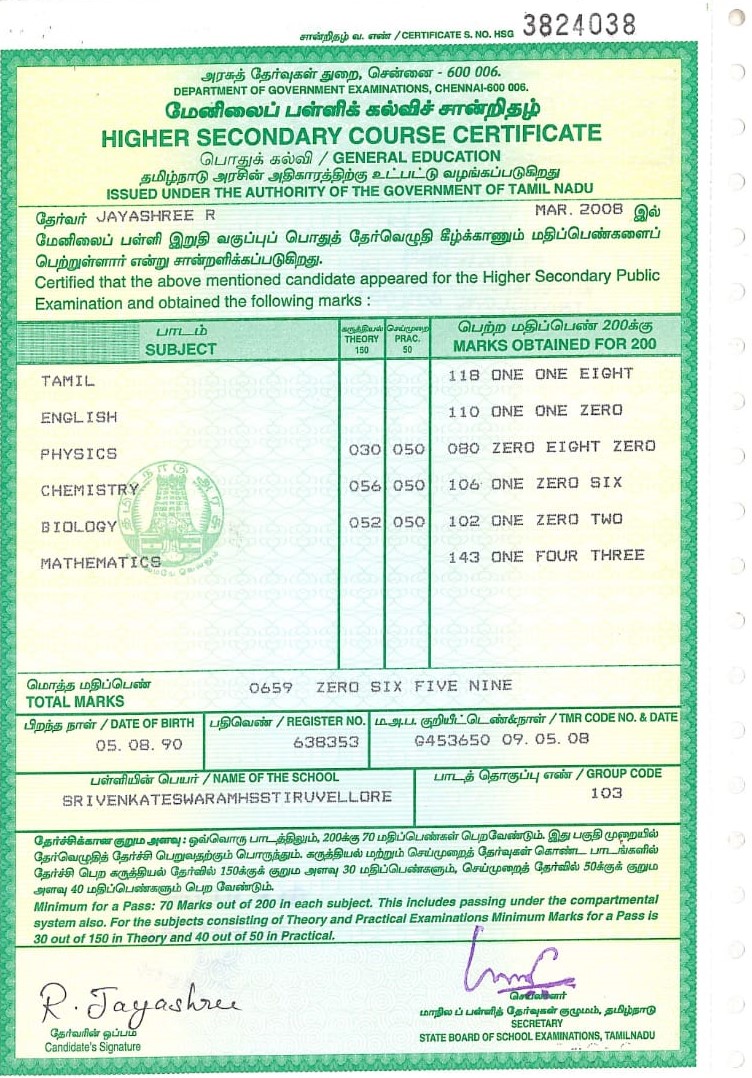 சான்றிதழ் வ. எண் / CERTIFICATE S. NO. HSG 3824038
அரசுத் தேர்வுகள் துறை, சென்னை - 600 006.
DEPARTMENT OF GOVERNMENT EXAMINATIONS, CHENNAI-600 006.
மேனிலைப் பள்ளிக் கல்விச் சான்றிதழ்
HIGHER SECONDARY COURSE CERTIFICATE
பொதுக் கல்வி / GENERAL EDUCATION
தமிழ்நாடு அரசின் அதிகாரத்திற்கு உட்பட்டு வழங்கப்படுகிறது
ISSUED UNDER THE AUTHORITY OF THE GOVERNMENT OF TAMIL NADU
தேர்வர் JAYASHREE R MAR. 2008 இல்
மேனிலைப் பள்ளி இறுதி வகுப்புப் பொதுத் தேர்வெழுதி கீழ்க்காணும் மதிப்பெண்களைப்
பெற்றுள்ளார் என்று சான்றளிக்கப்படுகிறது.
Certified that the above mentioned candidate appeared for the Higher Secondary Public
Examination and obtained the following marks :
பாடம் கருத்தியல் செய்முறை பெற்ற மதிப்பெண் 200க்கு
SUBJECT THEORY 150 PRAC. 50 MARKS OBTAINED FOR 200
TAMIL 118 ONE ONE EIGHT
ENGLISH 110 ONE ONE ZERO
PHYSICS 030 050 080 ZERO EIGHT ZERO
CHEMISTRY 056 050 106 ONE ZERO SIX
BIOLOGY 052 050 102 ONE ZERO TWO
MATHEMATICS 143 ONE FOUR THREE
மொத்த மதிப்பெண்
TOTAL MARKS 0659 ZERO SIX FIVE NINE
பிறந்த நாள் / DATE OF BIRTH பதிவெண் / REGISTER NO. ம.அ.ப. குறியீட்டெண்&நாள் / TMR CODE NO. & DATE
05.08.90 638353 G453650 09.05.08
பள்ளியின் பெயர் / NAME OF THE SCHOOL பாடத் தொகுப்பு எண் / GROUP CODE
SRIVENKATESWARAMHSSTIRUVELLORE 103
தேர்ச்சிக்கான குறும அளவு : ஒவ்வொரு பாடத்திலும், 200க்கு 70 மதிப்பெண்கள் பெறவேண்டும். இது பகுதி முறையில்
தேர்வெழுதித் தேர்ச்சி பெறுவதற்கும் பொருந்தும். கருத்தியல் மற்றும் செய்முறைத் தேர்வுகள் கொண்ட பாடங்களில்
தேர்ச்சி பெற கருத்தியல் தேர்வில் 150க்குக் குறும அளவு 30 மதிப்பெண்களும், செய்முறைத் தேர்வில் 50க்குக் குறும
அளவு 40 மதிப்பெண்களும் பெற வேண்டும்.
Minimum for a Pass: 70 Marks out of 200 in each subject. This includes passing under the compartmental
system also. For the subjects consisting of Theory and Practical Examinations Minimum Marks for a Pass is
30 out of 150 in Theory and 40 out of 50 in Practical.
R. Jayashree
தேர்வரின் ஒப்பம்
Candidate's Signature
செயலாளர்
மாநிலப் பள்ளித் தேர்வுகள் குழுமம், தமிழ்நாடு
SECRETARY
STATE BOARD OF SCHOOL EXAMINATIONS, TAMILNADU